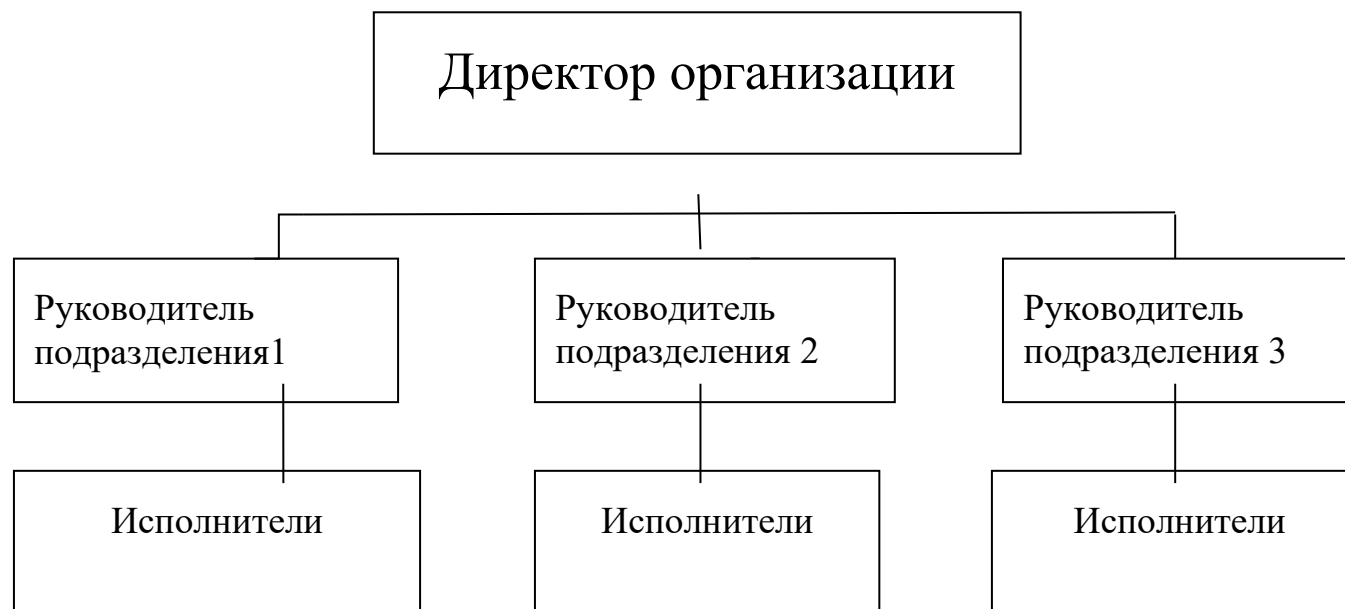 Директор организации
Руководитель
подразделения1
Руководитель
подразделения 2
Руководитель
подразделения 3
Исполнители
Исполнители
Исполнители